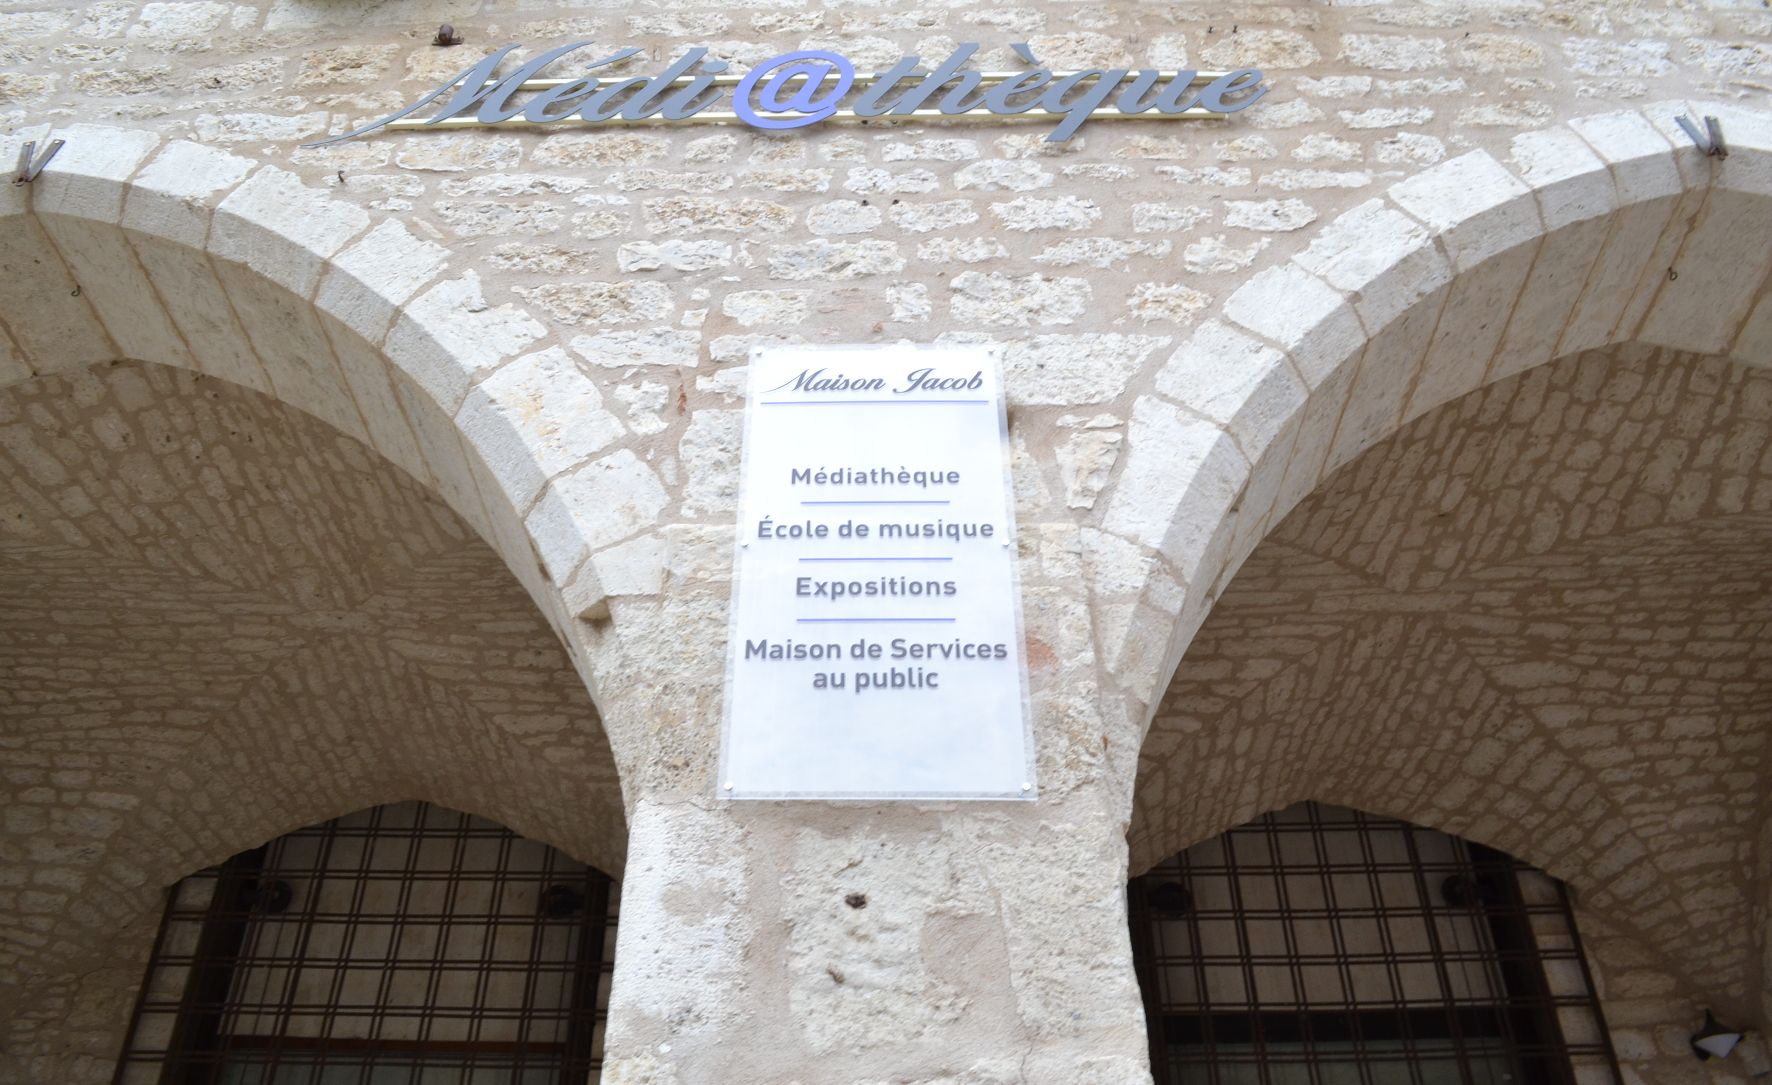 Médi@thèque
Maison Jacob
Médiathèque
École de musique
Expositions
Maison de Services
au public